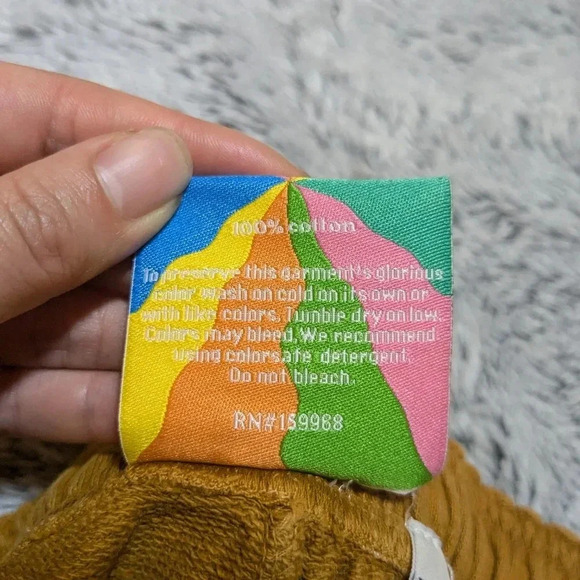 100% cotton
To preserve this garment's glorious
color wash on cold on its own or
with like colors. Tumble dry on low.
Colors may bleed. We recommend
using colorsafe detergent.
Do not bleach.
RN#159968